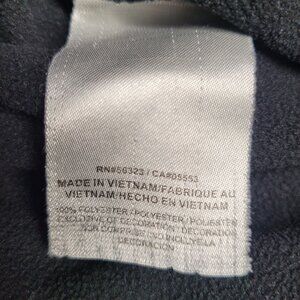 RN#56323 / CA#05553
MADE IN VIETNAM/FABRIQUE AU
VIETNAM/HECHO EN VIETNAM
100% POLYESTER / POLYESTER / POLIESTER
EXCLUSIVE OF DECORATION / DECORATION
NON COMPRISE / NO INCLUYE LA
DECORACION